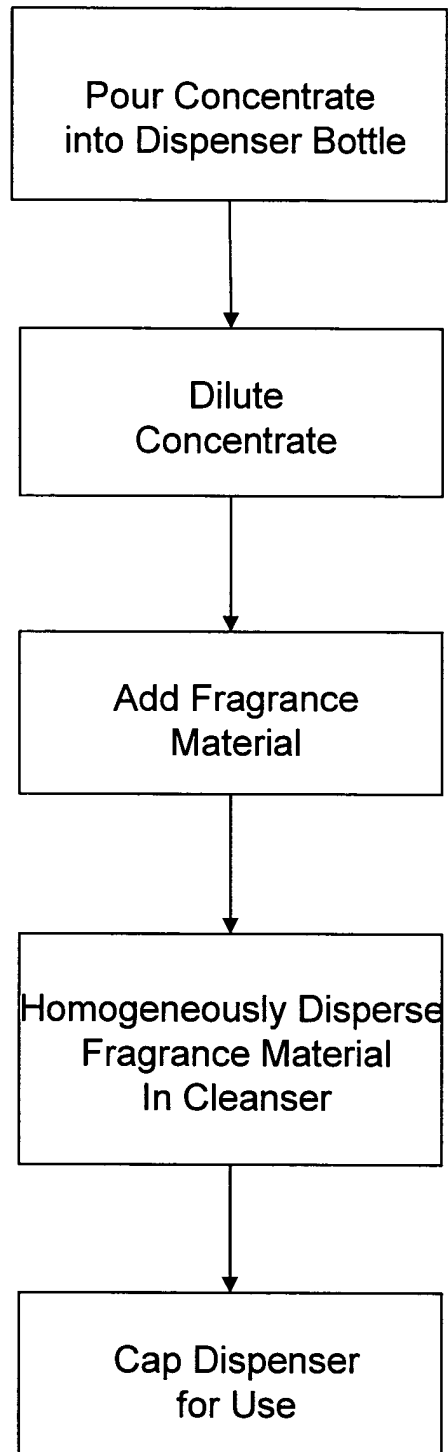 Pour Concentrate
into Dispenser Bottle
Dilute
Concentrate
Add Fragrance
Material
Homogeneously Disperse
Fragrance Material
In Cleanser
Cap Dispenser
for Use